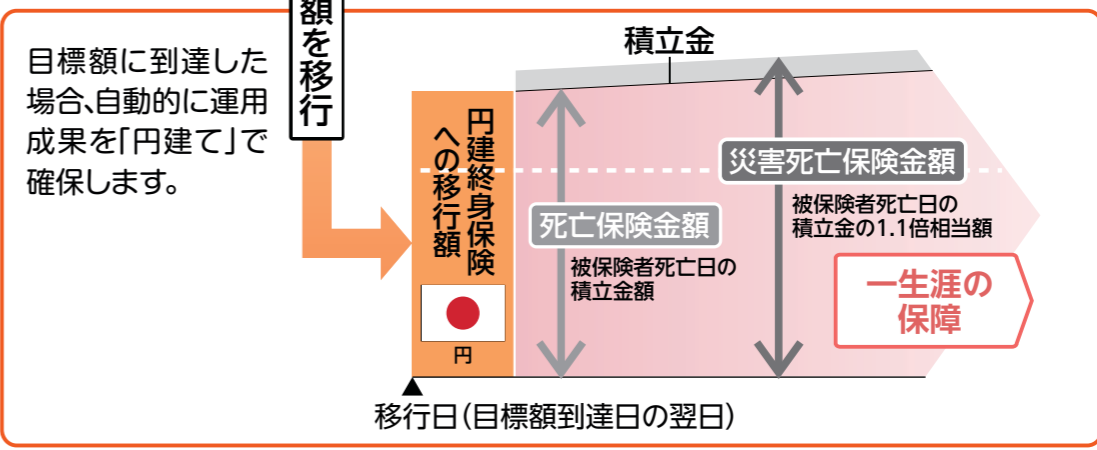 額を移行
目標額に到達した
場合、自動的に運用
成果を「円建て」で
確保します。
積立金
円建終身保険
への移行額
円
死亡保険金額
被保険者死亡日の
積立金額
災害死亡保険金額
被保険者死亡日の
積立金の1.1倍相当額
一生涯の
保障
移行日（目標額到達日の翌日）